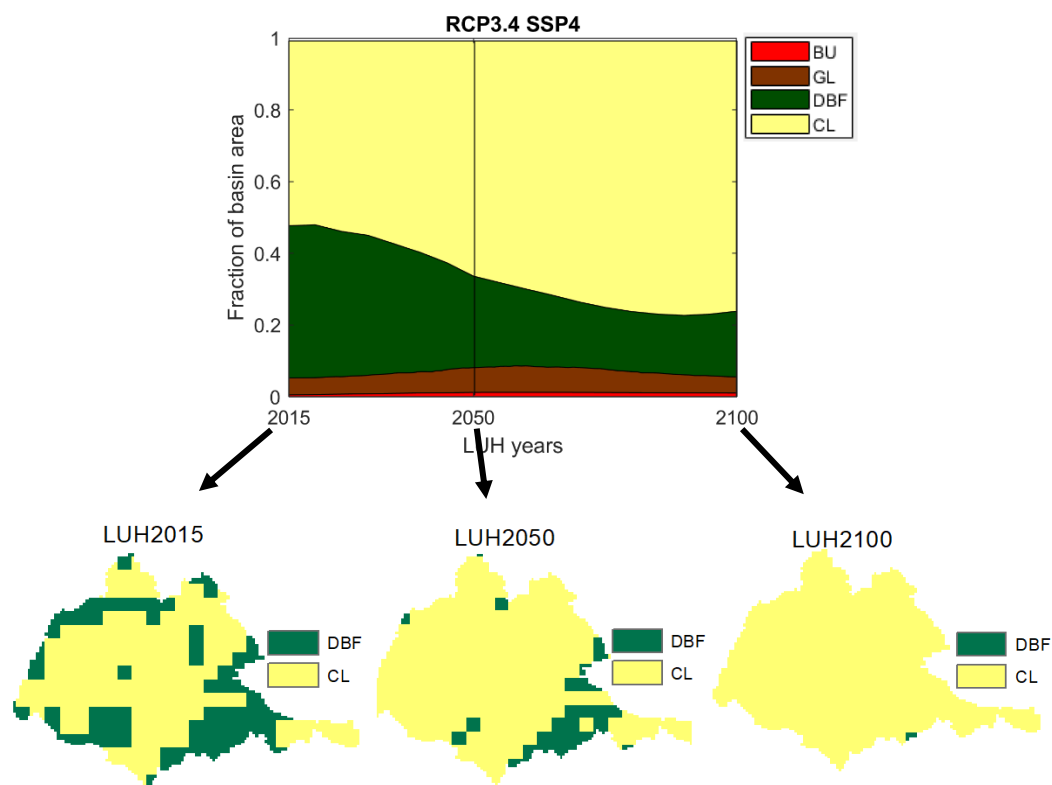 RCP3.4 SSP4
1
0.8
0.6
0.4
0.2
0
Fraction of basin area
BU
GL
DBF
CL
2015
2050
2100
LUH years
LUH2015
LUH2050
LUH2100
DBF
CL
DBF
CL
DBF
CL